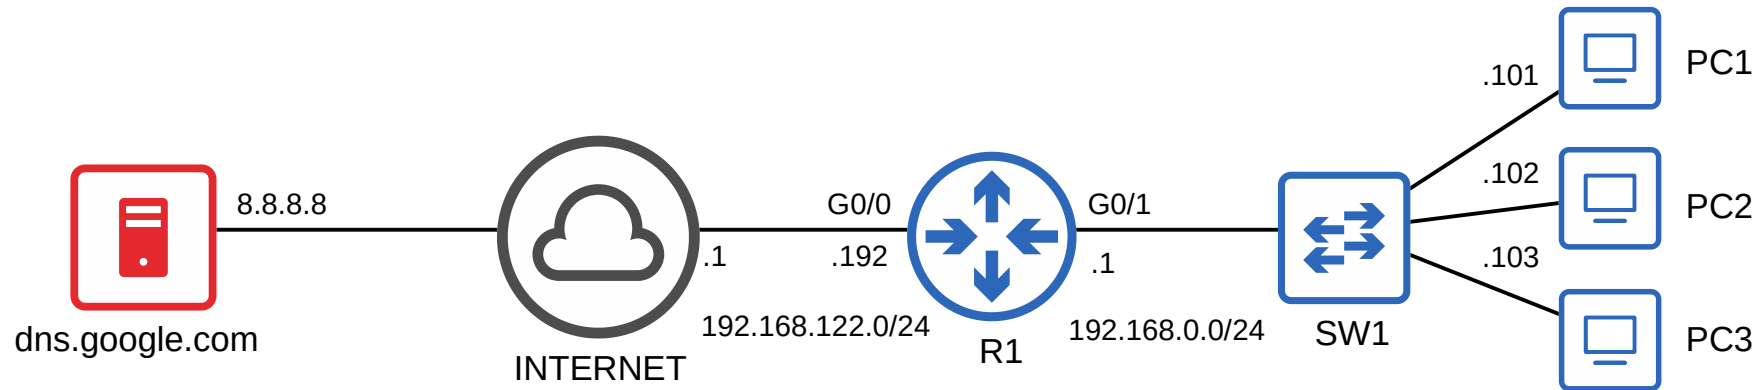 8.8.8.8
dns.google.com
INTERNET
.1
G0/0
.192
192.168.122.0/24
R1
G0/1
.1
192.168.0.0/24
SW1
.101
PC1
.102
PC2
.103
PC3